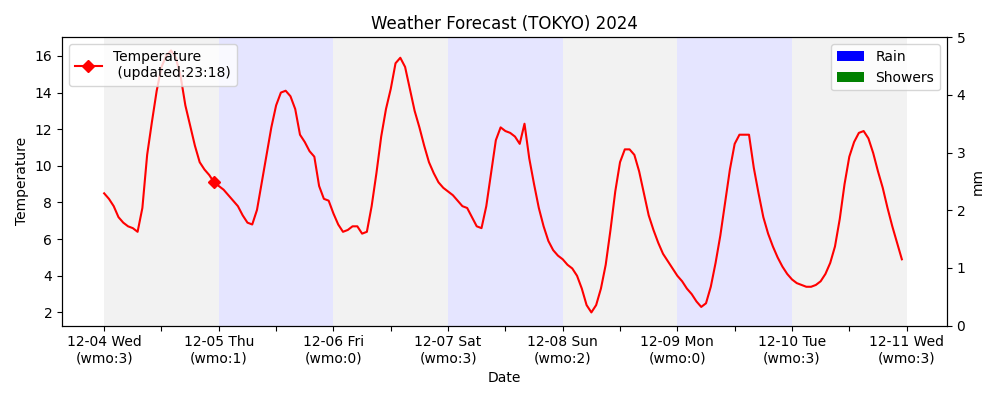 Weather Forecast (TOKYO) 2024
Temperature
(updated:23:18)
Rain
Showers
16
14
12
10
8
6
4
2
Temperature
5
4
3
2
1
0
mm
12-04 Wed
(wmo:3)
12-05 Thu
(wmo:1)
12-06 Fri
(wmo:0)
12-07 Sat
(wmo:3)
12-08 Sun
(wmo:2)
12-09 Mon
(wmo:0)
12-10 Tue
(wmo:3)
12-11 Wed
(wmo:3)
Date